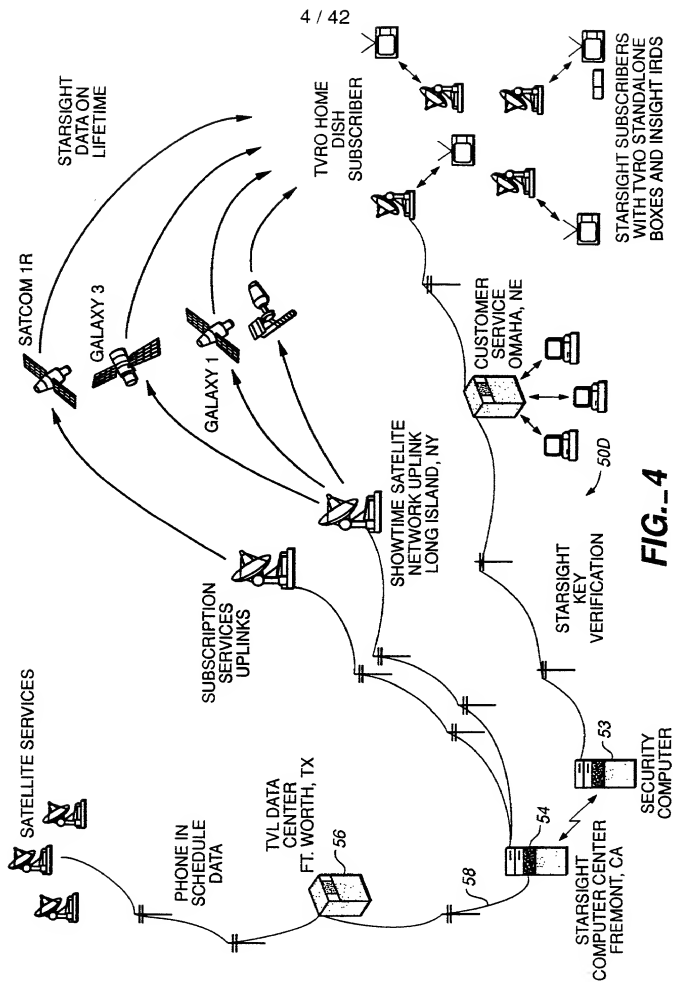 4 / 42
SATELLITE SERVICES
PHONE IN
SCHEDULE
DATA
TVL DATA
CENTER
FT. WORTH, TX
56
58
54
STARSIGHT
COMPUTER CENTER
FREMONT, CA
53
SECURITY
COMPUTER
SUBSCRIPTION
SERVICES
UPLINKS
SHOWTIME SATELITE
NETWORK UPLINK
LONG ISLAND, NY
STARSIGHT
KEY
VERIFICATION
SATCOM 1R
GALAXY 3
GALAXY 1
STARSIGHT
DATA ON
LIFETIME
TVRO HOME
DISH
SUBSCRIBER
CUSTOMER
SERVICE
OMAHA, NE
50D
STARSIGHT SUBSCRIBERS
WITH TVRO STANDALONE
BOXES AND INSIGHT IRDS
FIG._4